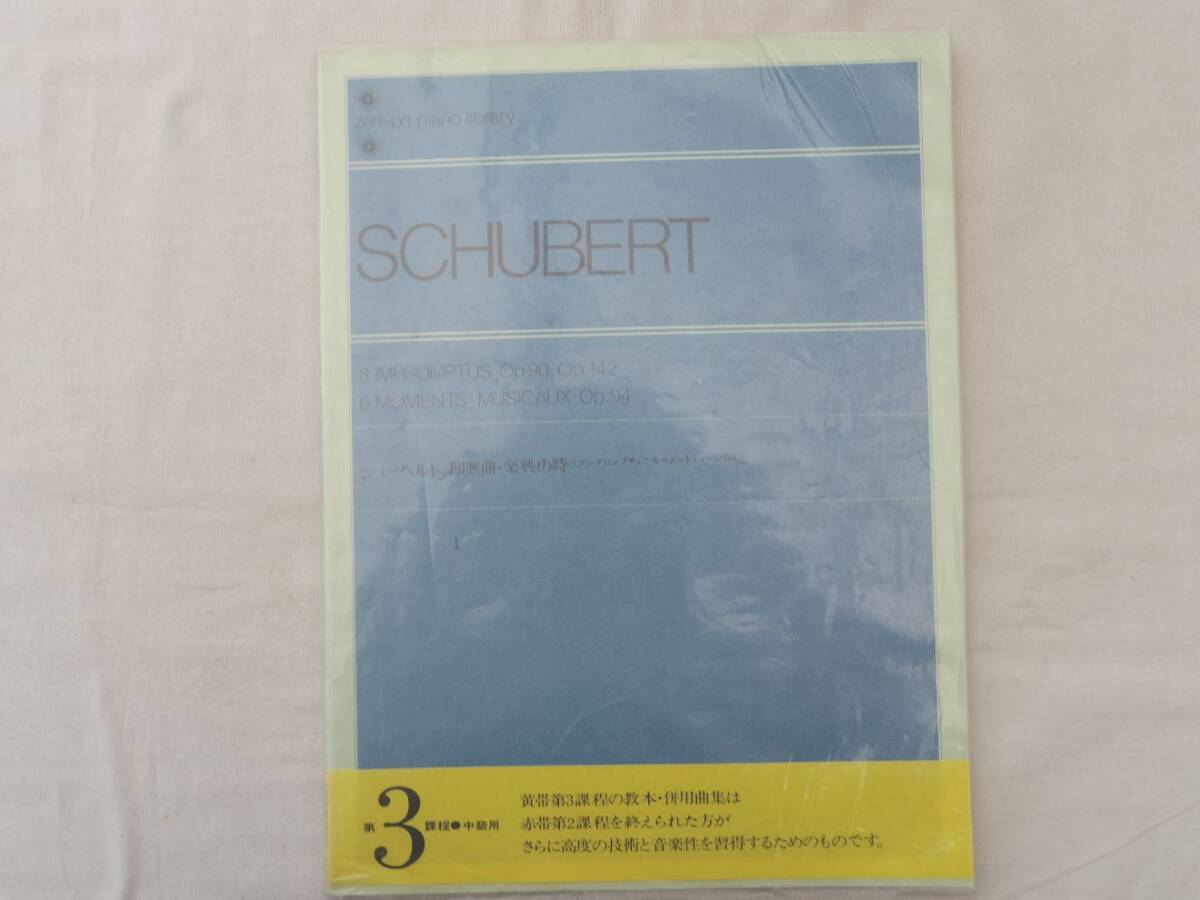 zen-on piano library
SCHUBERT
8 IMPROMPTUS, Op.90, Op.142
6 MOMENTS MUSICAUX Op.94
シューベルト 即興曲・楽興の時
第3課程●中級用
黄帯第3課程の教本・併用曲集は
赤帯第2課程を終えられた方が
さらに高度の技術と音楽性を習得するためのものです。